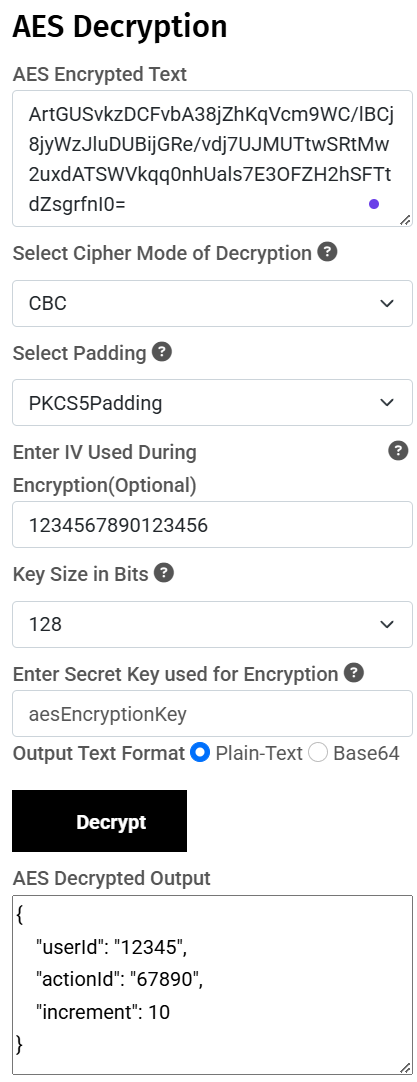 AES Decryption
AES Encrypted Text
ArtGUSvkzDCFvbA38jZhKqVcm9WC/lBCj
8jyWzJluDUBijGRe/vdj7UJMUTtwSRtMw
2uxdATSWVkqq0nhUals7E3OFZH2hSFTt
dZsgrfnI0=
Select Cipher Mode of Decryption ?
CBC
Select Padding ?
PKCS5Padding
Enter IV Used During ?
Encryption(Optional)
1234567890123456
Key Size in Bits ?
128
Enter Secret Key used for Encryption ?
aesEncryptionKey
Output Text Format Plain-Text Base64
Decrypt
AES Decrypted Output
{
"userId": "12345",
"actionId": "67890",
"increment": 10
}